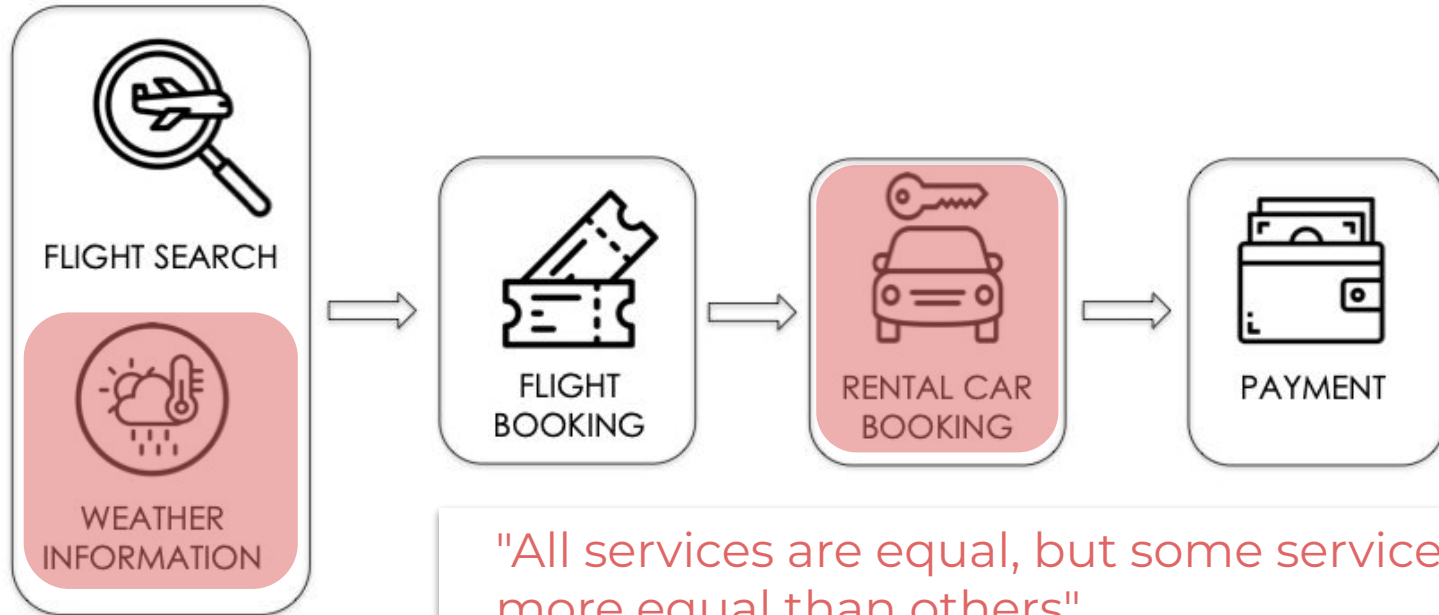 FLIGHT SEARCH
WEATHER
INFORMATION
FLIGHT
BOOKING
RENTAL CAR
BOOKING
PAYMENT
"All services are equal, but some service
more equal than others"